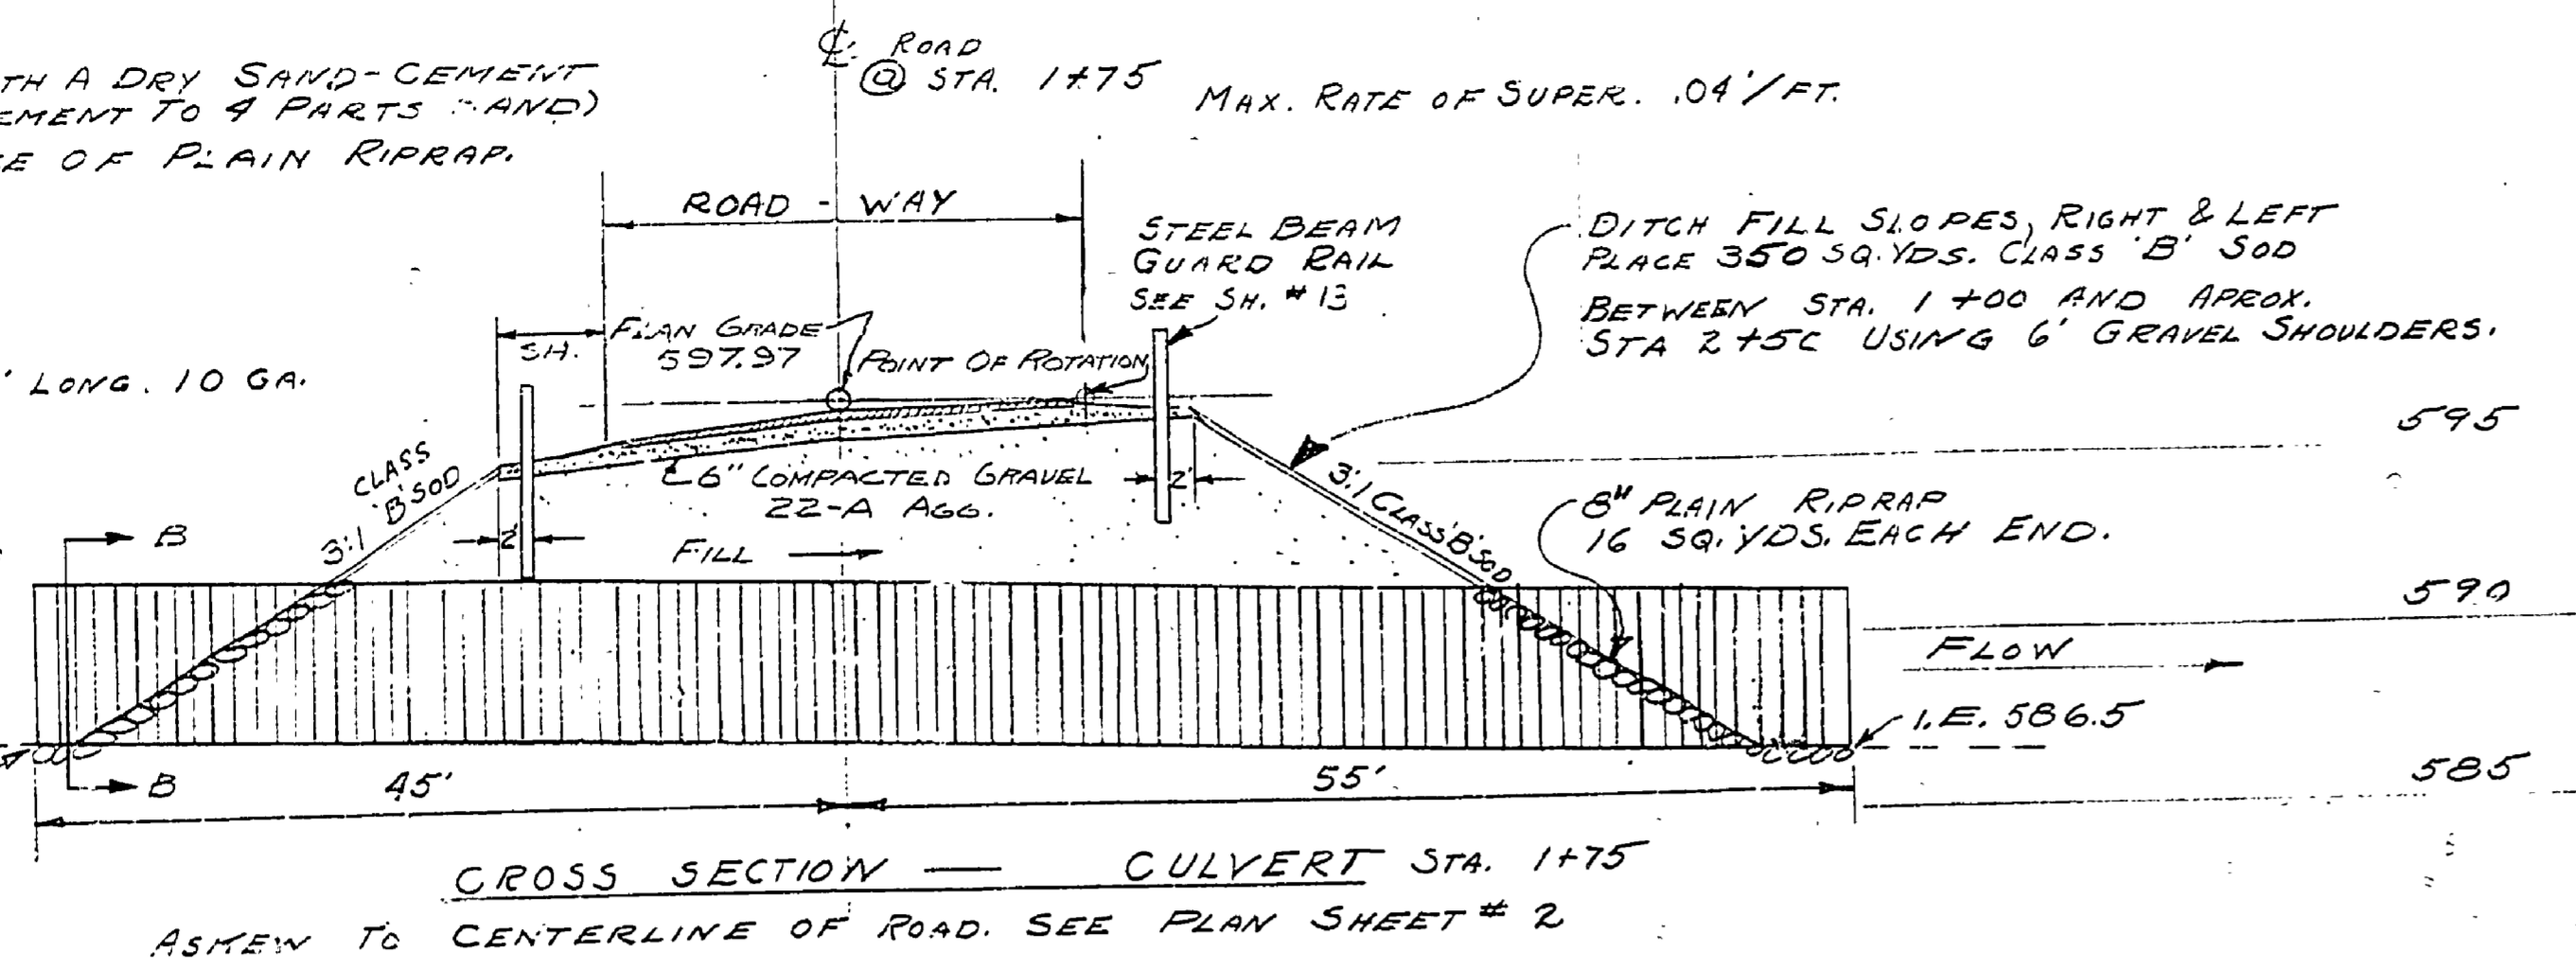 ℄ ROAD
@ STA. 1+75
MAX. RATE OF SUPER. .04'/FT.
TH A DRY SAND-CEMENT
EMENT TO 4 PARTS SAND)
E OF PLAIN RIPRAP.
ROAD - WAY
STEEL BEAM
GUARD RAIL
SEE SH. #13
DITCH FILL SLOPES, RIGHT & LEFT
PLACE 350 SQ.YDS. CLASS 'B' SOD
BETWEEN STA. 1+00 AND APROX.
STA 2+50 USING 6' GRAVEL SHOULDERS.
SH.
PLAN GRADE
597.97
POINT OF ROTATION
' LONG. 10 GA.
595
CLASS
'B' SOD
3:1
6" COMPACTED GRAVEL
22-A AGG.
2'
2'
3:1 CLASS 'B' SOD
8" PLAIN RIPRAP
16 SQ. YDS. EACH END.
B
FILL
590
FLOW
I.E. 586.5
B
45'
55'
585
CROSS SECTION — CULVERT STA. 1+75
ASKEW TO CENTERLINE OF ROAD. SEE PLAN SHEET # 2